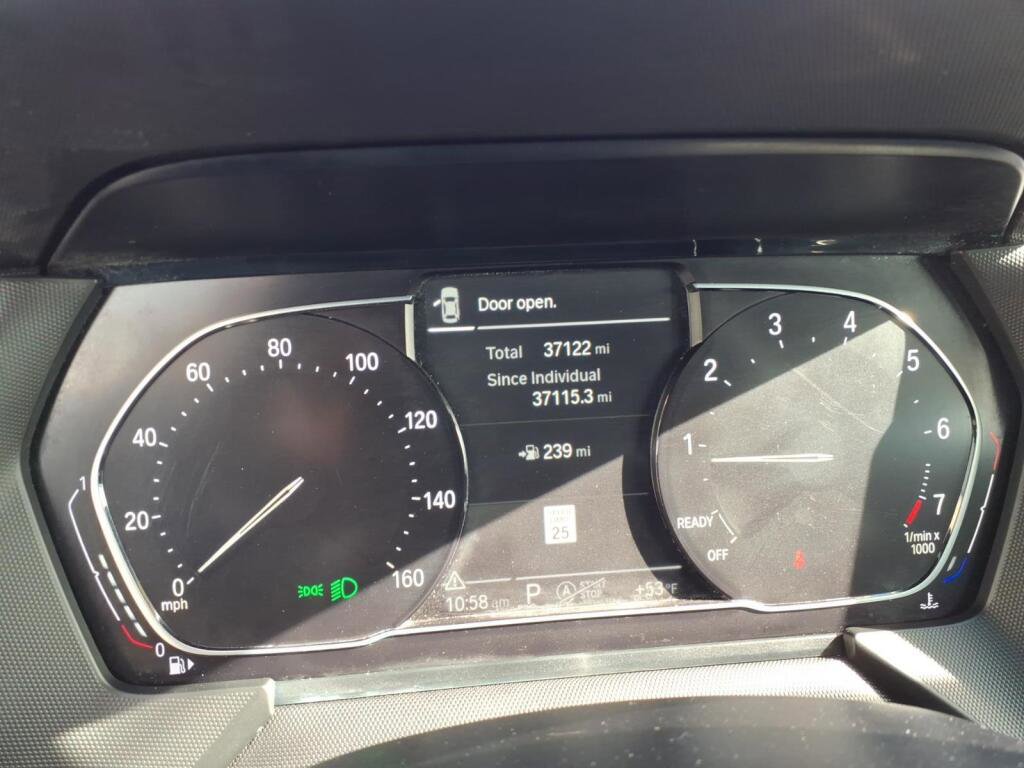 Door open.
Total 37122 mi
Since Individual
37115.3 mi
239 mi
SPEED
LIMIT
25
10:58 am P A START STOP +53°F
0
20
40
60
80
100
120
140
160
mph
1
0
1
2
3
4
5
6
7
1/min x
1000
READY
OFF